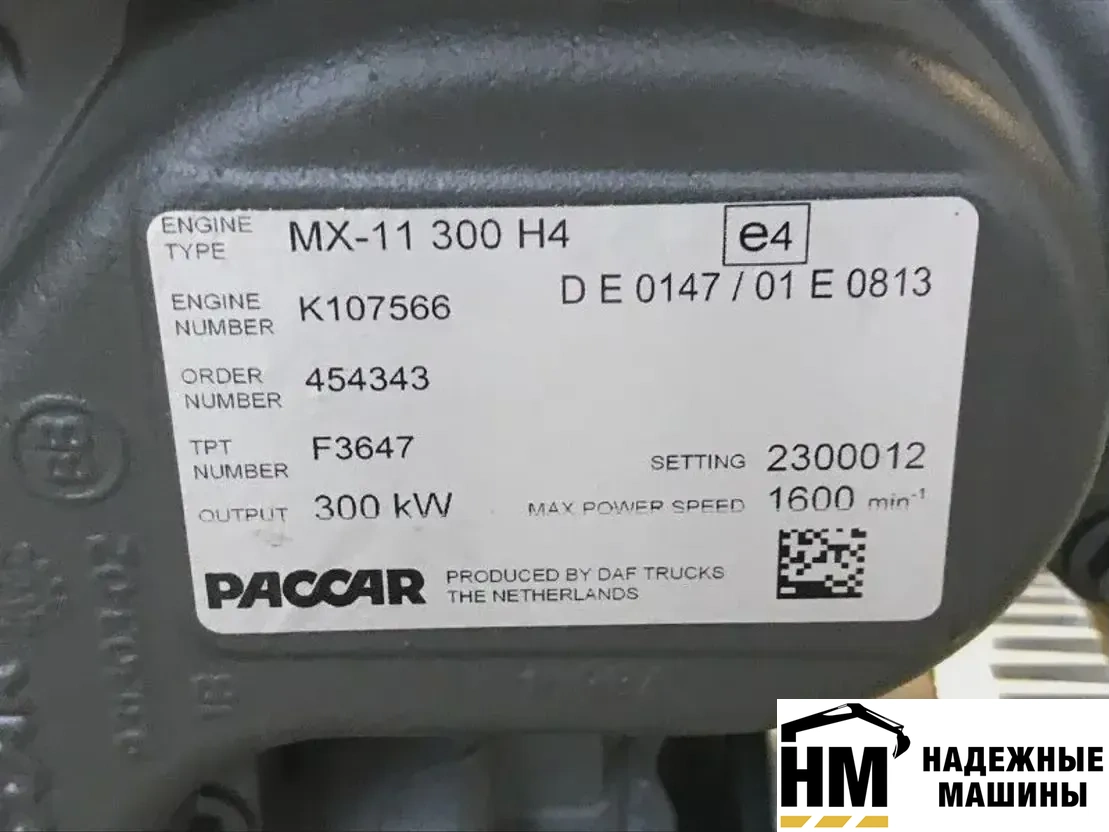 ENGINE TYPE MX-11 300 H4 e4
D E 0147 / 01 E 0813
ENGINE NUMBER K107566
ORDER NUMBER 454343
TPT NUMBER F3647
SETTING 2300012
OUTPUT 300 kW MAX POWER SPEED 1600 min⁻¹
PACCAR PRODUCED BY DAF TRUCKS
THE NETHERLANDS
НМ НАДЕЖНЫЕ
МАШИНЫ